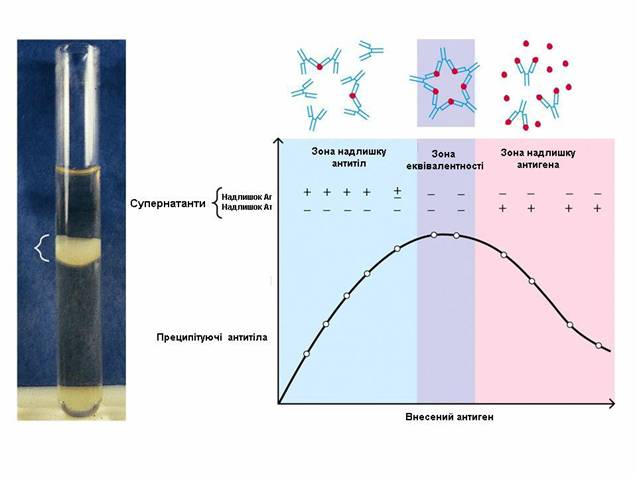 Зона надлишку
антитіл
Зона
еквівалентності
Зона надлишку
антигена
Супернатанти
Надлишок Аг
+ + + + ± − − − − − −
Надлишок Ат
− − − − − − − + + + +
Преципітуючі антитіла
Внесений антиген